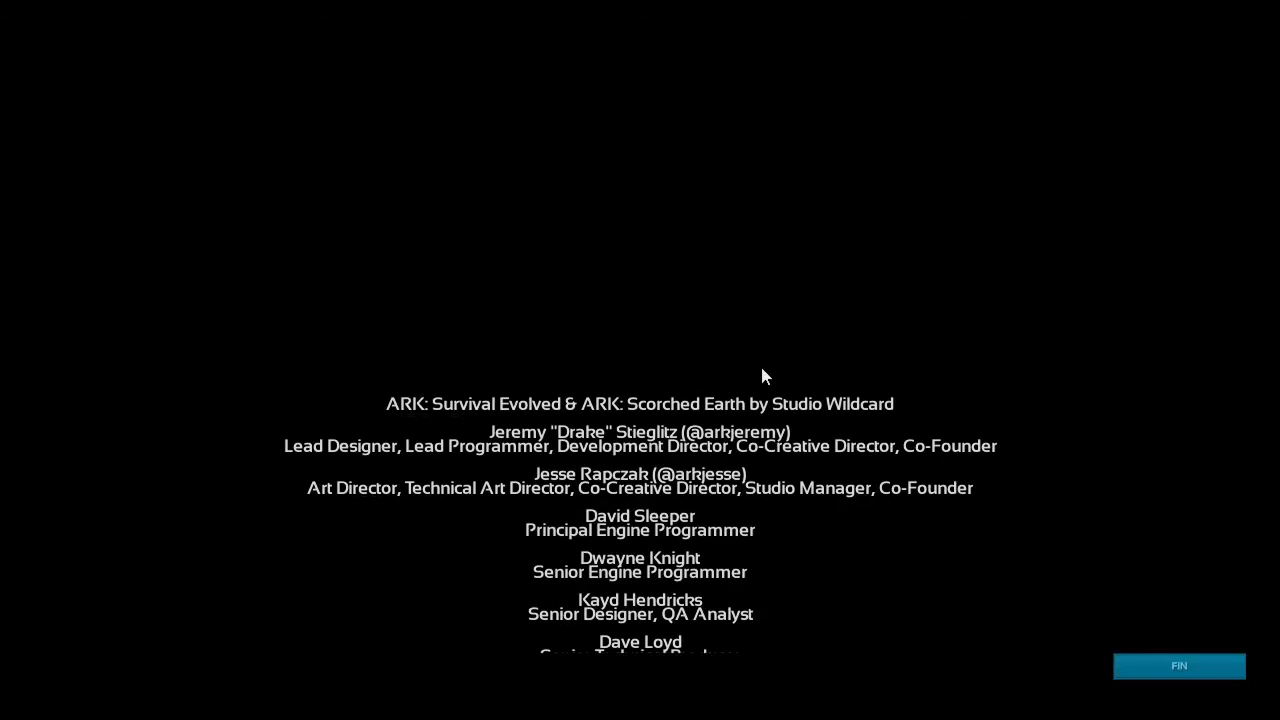 ARK: Survival Evolved & ARK: Scorched Earth by Studio Wildcard
Jeremy "Drake" Stieglitz (@arkjeremy)
Lead Designer, Lead Programmer, Development Director, Co-Creative Director, Co-Founder
Jesse Rapczak (@arkjesse)
Art Director, Technical Art Director, Co-Creative Director, Studio Manager, Co-Founder
David Sleeper
Principal Engine Programmer
Dwayne Knight
Senior Engine Programmer
Kayd Hendricks
Senior Designer, QA Analyst
Dave Loyd
FIN